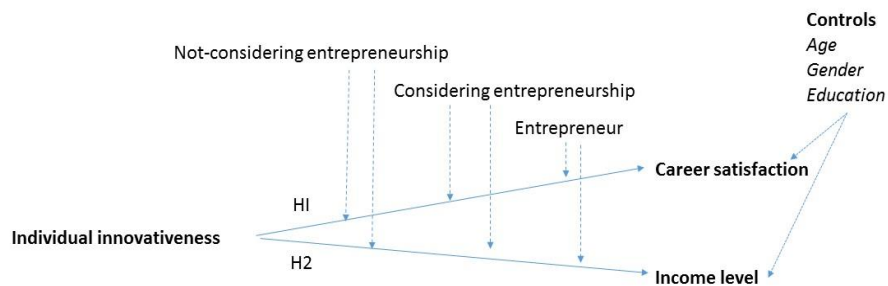 Controls
Age
Gender
Education
Not-considering entrepreneurship
Considering entrepreneurship
Entrepreneur
Career satisfaction
HI
Individual innovativeness
H2
Income level